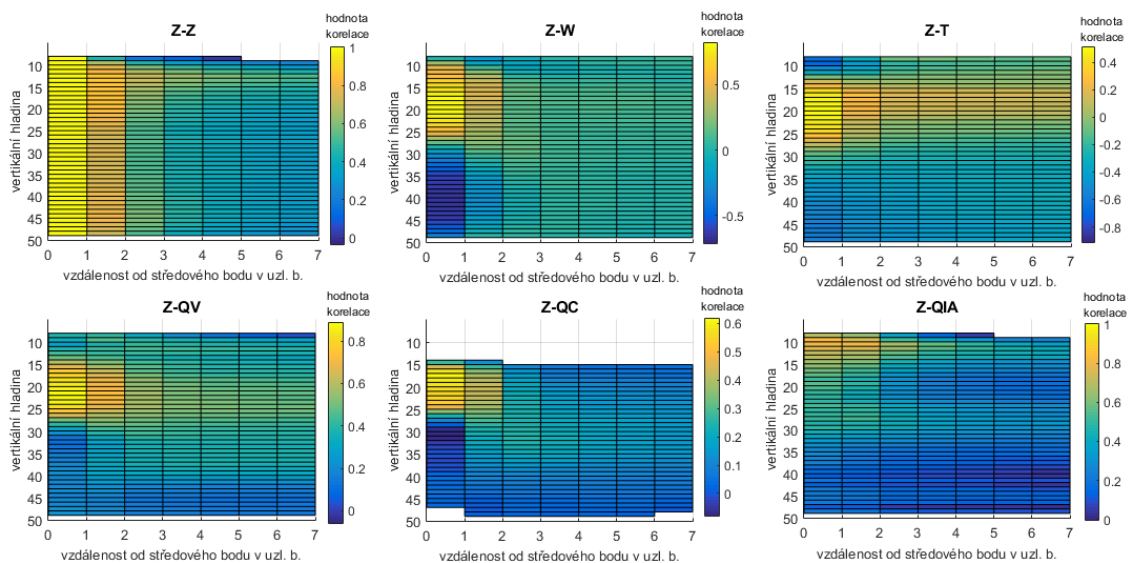 Z-Z
hodnota
korelace
vertikální hladina
10
15
20
25
30
35
40
45
50
0 1 2 3 4 5 6 7
vzdálenost od středového bodu v uzl. b.
1
0.8
0.6
0.4
0.2
0
Z-W
hodnota
korelace
vertikální hladina
10
15
20
25
30
35
40
45
50
0 1 2 3 4 5 6 7
vzdálenost od středového bodu v uzl. b.
0.5
0
-0.5
Z-T
hodnota
korelace
vertikální hladina
10
15
20
25
30
35
40
45
50
0 1 2 3 4 5 6 7
vzdálenost od středového bodu v uzl. b.
0.4
0.2
0
-0.2
-0.4
-0.6
-0.8
Z-QV
hodnota
korelace
vertikální hladina
10
15
20
25
30
35
40
45
50
0 1 2 3 4 5 6 7
vzdálenost od středového bodu v uzl. b.
0.8
0.6
0.4
0.2
0
Z-QC
hodnota
korelace
vertikální hladina
10
15
20
25
30
35
40
45
50
0 1 2 3 4 5 6 7
vzdálenost od středového bodu v uzl. b.
0.6
0.5
0.4
0.3
0.2
0.1
0
Z-QIA
hodnota
korelace
vertikální hladina
10
15
20
25
30
35
40
45
50
0 1 2 3 4 5 6 7
vzdálenost od středového bodu v uzl. b.
1
0.8
0.6
0.4
0.2
0